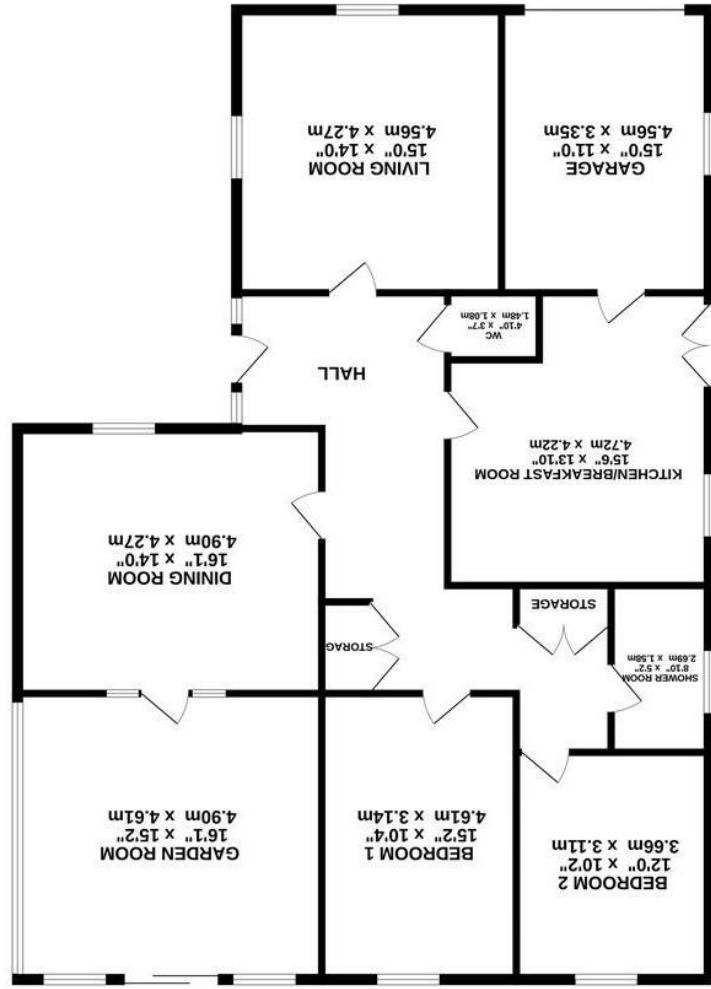 BEDROOM 2
12'0" x 10'2"
3.66m x 3.11m
BEDROOM 1
15'2" x 10'4"
4.61m x 3.14m
GARDEN ROOM
16'1" x 15'2"
4.90m x 4.61m
SHOWER ROOM
8'10" x 5'2"
2.69m x 1.58m
STORAGE
STORAG
DINING ROOM
16'1" x 14'0"
4.90m x 4.27m
KITCHEN/BREAKFAST ROOM
15'6" x 13'10"
4.72m x 4.22m
HALL
WC
4'10" x 3'7"
1.48m x 1.08m
GARAGE
15'0" x 11'0"
4.56m x 3.35m
LIVING ROOM
15'0" x 14'0"
4.56m x 4.27m